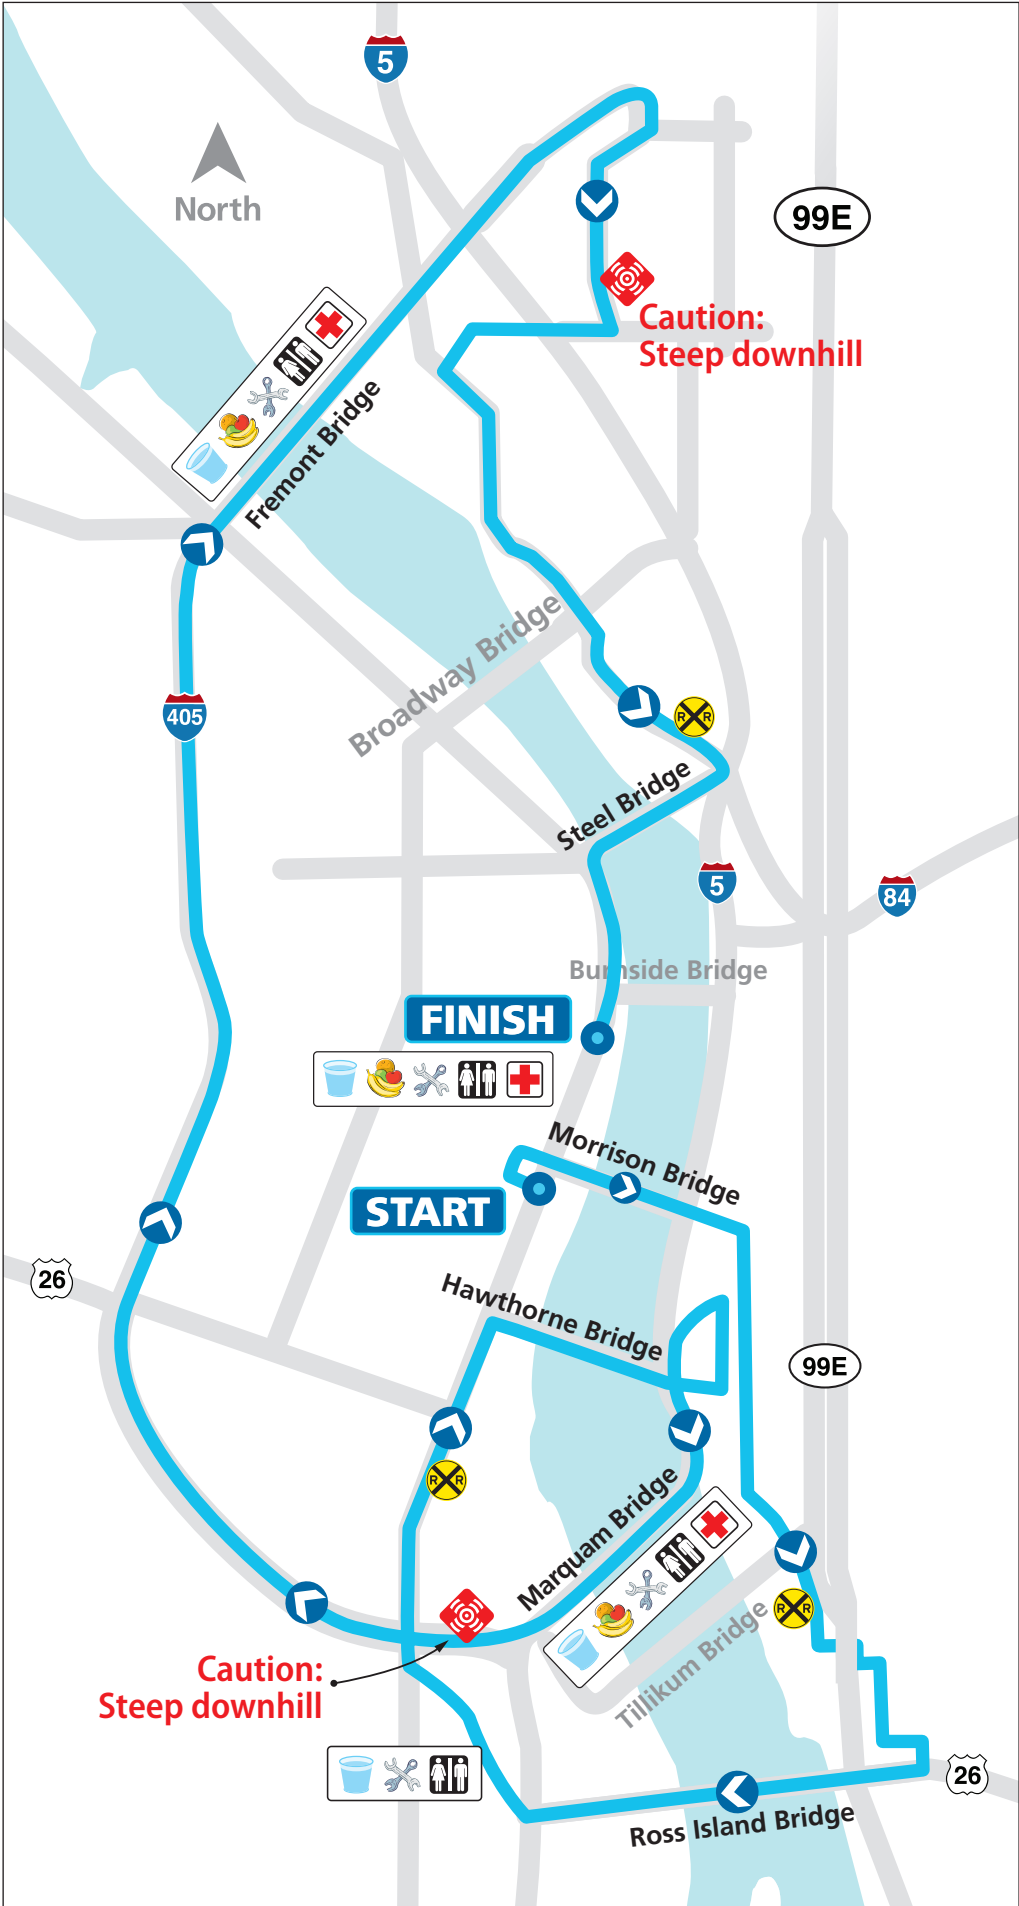 5
North
99E
Caution:
Steep downhill
Fremont Bridge
Broadway Bridge
405
R R
Steel Bridge
5
84
Burnside Bridge
FINISH
Morrison Bridge
START
26
Hawthorne Bridge
99E
R R
Marquam Bridge
R R
Tillikum Bridge
Caution:
Steep downhill
26
Ross Island Bridge